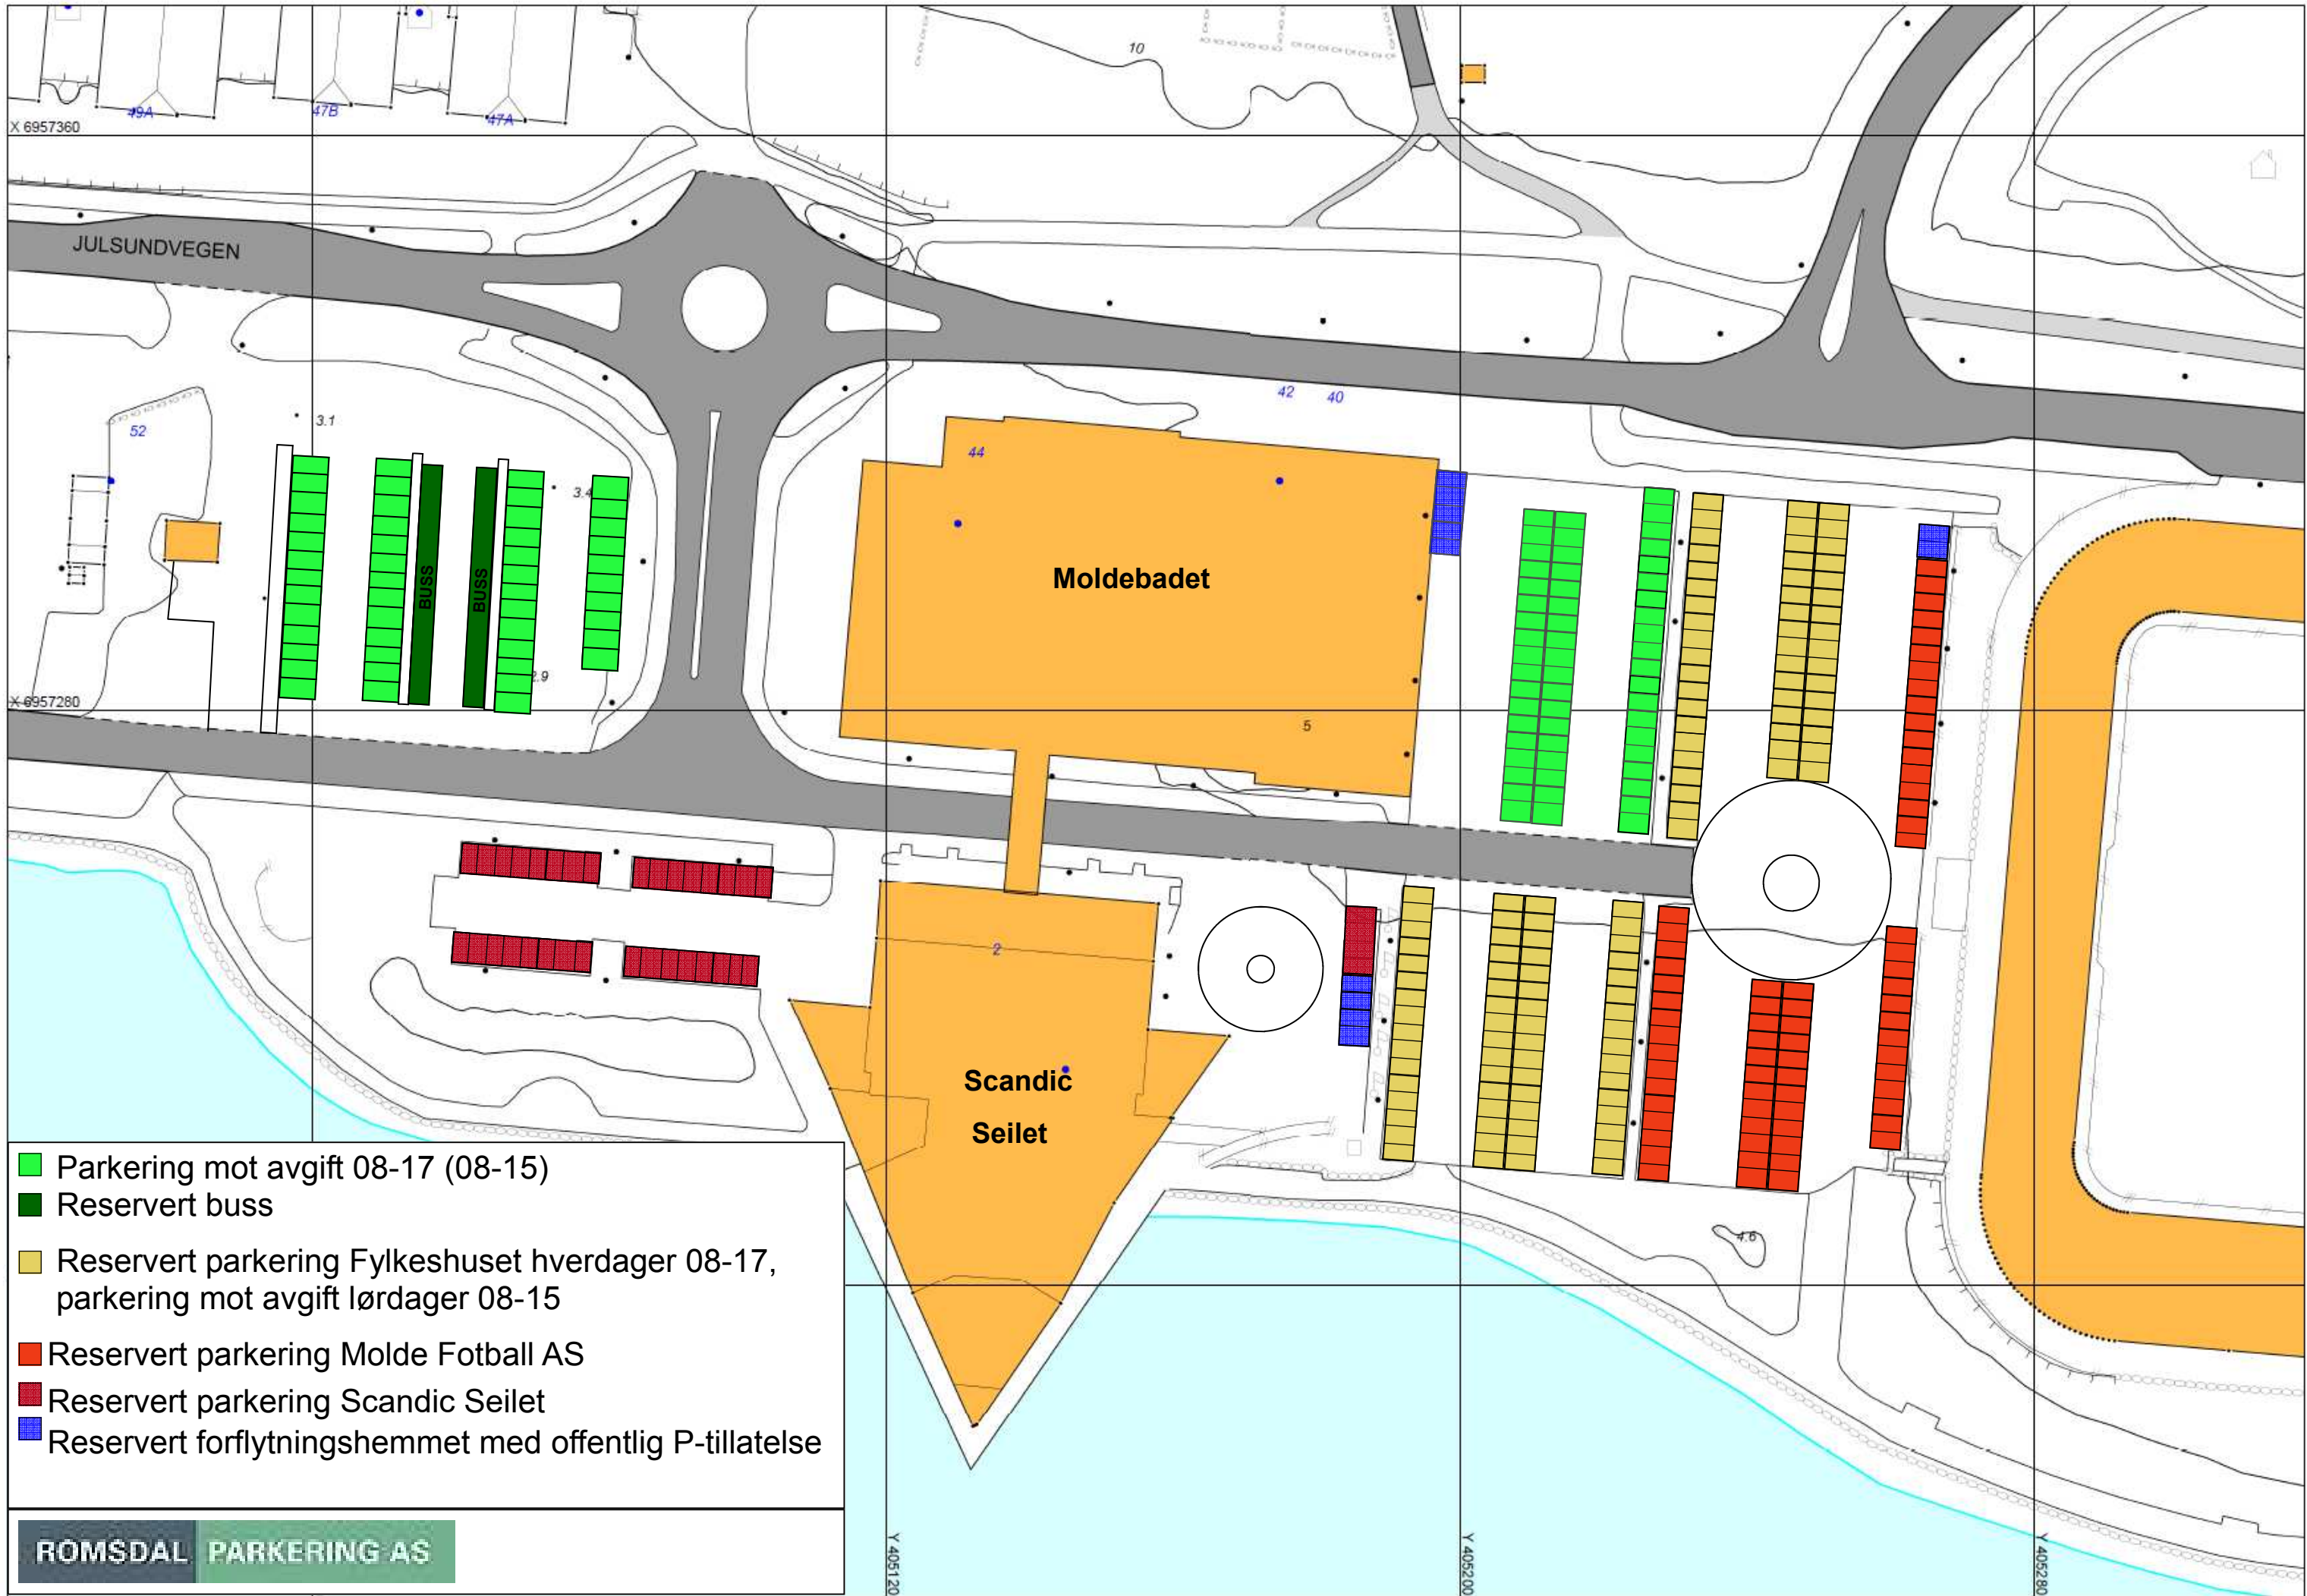 10
49A
47B
47A
X 6957360
JULSUNDVEGEN
42
40
3.1
52
44
3.4
BUSS
BUSS
Moldebadet
2.9
X 6957280
5
2
Scandic
Seilet
4.6
Parkering mot avgift 08-17 (08-15)
Reservert buss
Reservert parkering Fylkeshuset hverdager 08-17,
parkering mot avgift lørdager 08-15
Reservert parkering Molde Fotball AS
Reservert parkering Scandic Seilet
Reservert forflytningshemmet med offentlig P-tillatelse
ROMSDAL PARKERING AS
Y 405120
Y 405200
Y 405280